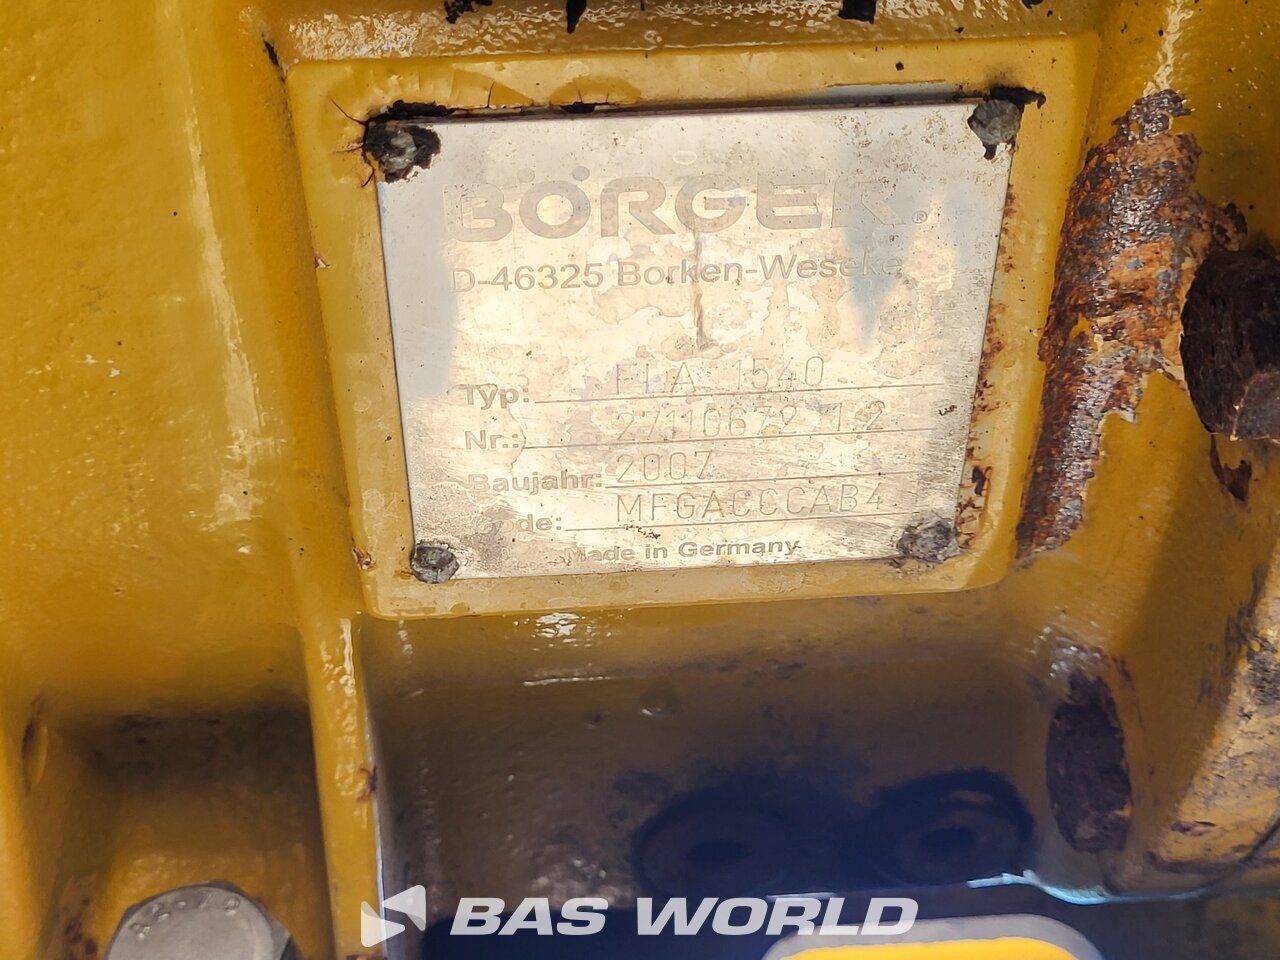 BÖRGER®
D-46325 Borken-Weseke
Typ: FLA 1540
Nr.: 27110672 1.2
Baujahr: 2007
Code: MFGACCCAB4
Made in Germany
BAS WORLD